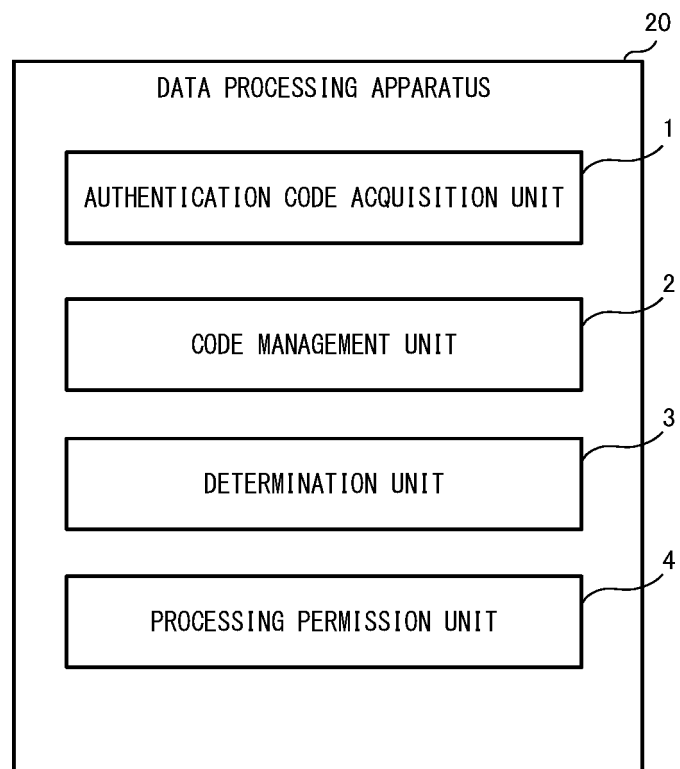 20
DATA PROCESSING APPARATUS
1
AUTHENTICATION CODE ACQUISITION UNIT
2
CODE MANAGEMENT UNIT
3
DETERMINATION UNIT
4
PROCESSING PERMISSION UNIT